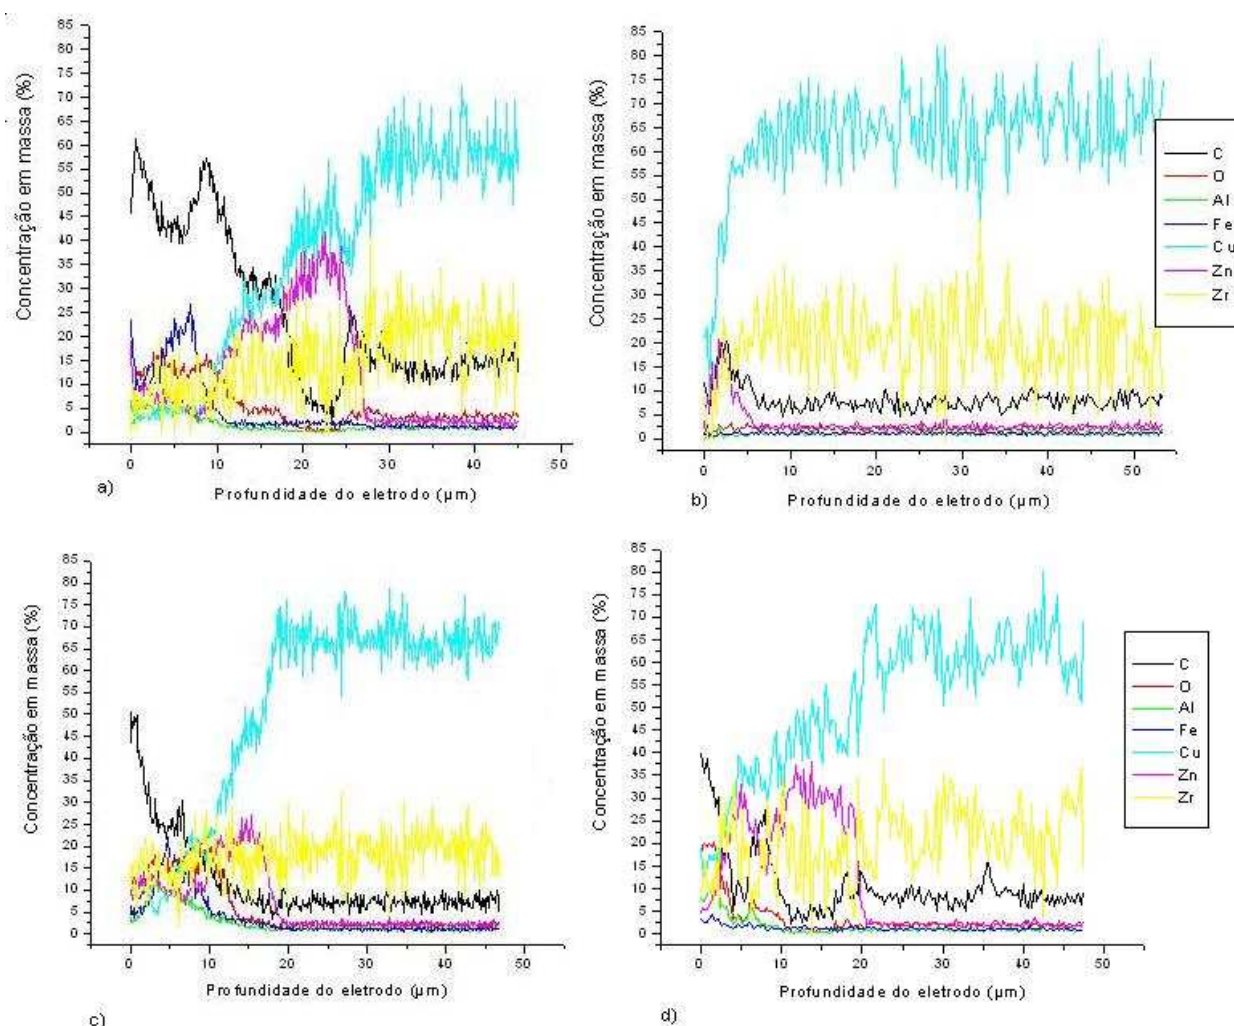 Concentração em massa (%)
85
80
75
70
65
60
55
50
45
40
35
30
25
20
15
10
5
0
0 10 20 30 40 50
a)
Profundidade do eletrodo (µm)
Concentração em massa (%)
85
80
75
70
65
60
55
50
45
40
35
30
25
20
15
10
5
0
0 10 20 30 40 50
b)
Profundidade do eletrodo (µm)
C
O
Al
Fe
Cu
Zn
Zr
Concentração em massa (%)
85
80
75
70
65
60
55
50
45
40
35
30
25
20
15
10
5
0
0 10 20 30 40 50
Profundidade do eletrodo (µm)
c)
Concentração em massa (%)
85
80
75
70
65
60
55
50
45
40
35
30
25
20
15
10
5
0
0 10 20 30 40 50
Profundidade do eletrodo (µm)
d)
C
O
Al
Fe
Cu
Zn
Zr